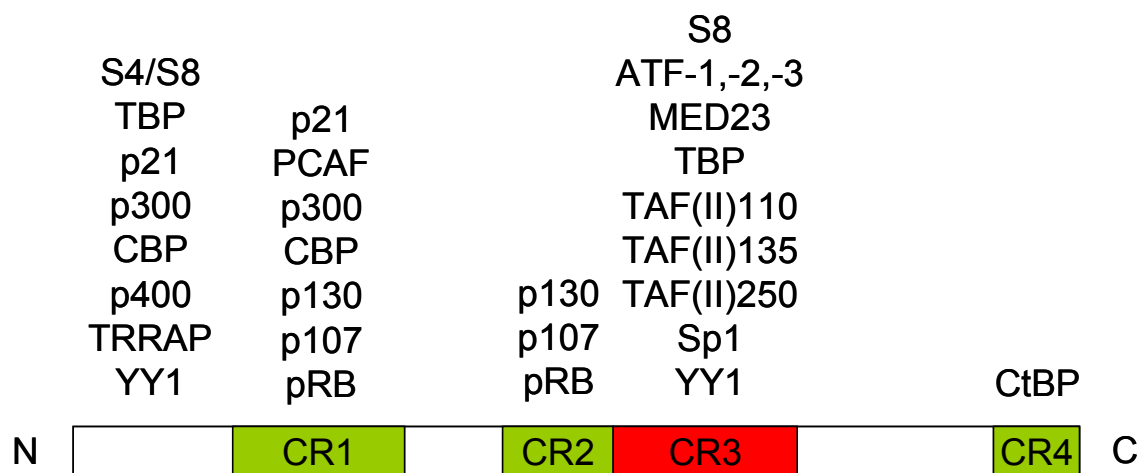 S4/S8
TBP
p21
p300
CBP
p400
TRRAP
YY1
p21
PCAF
p300
CBP
p130
p107
pRB
p130
p107
pRB
S8
ATF-1,-2,-3
MED23
TBP
TAF(II)110
TAF(II)135
TAF(II)250
Sp1
YY1
CtBP
N CR1 CR2 CR3 CR4 C